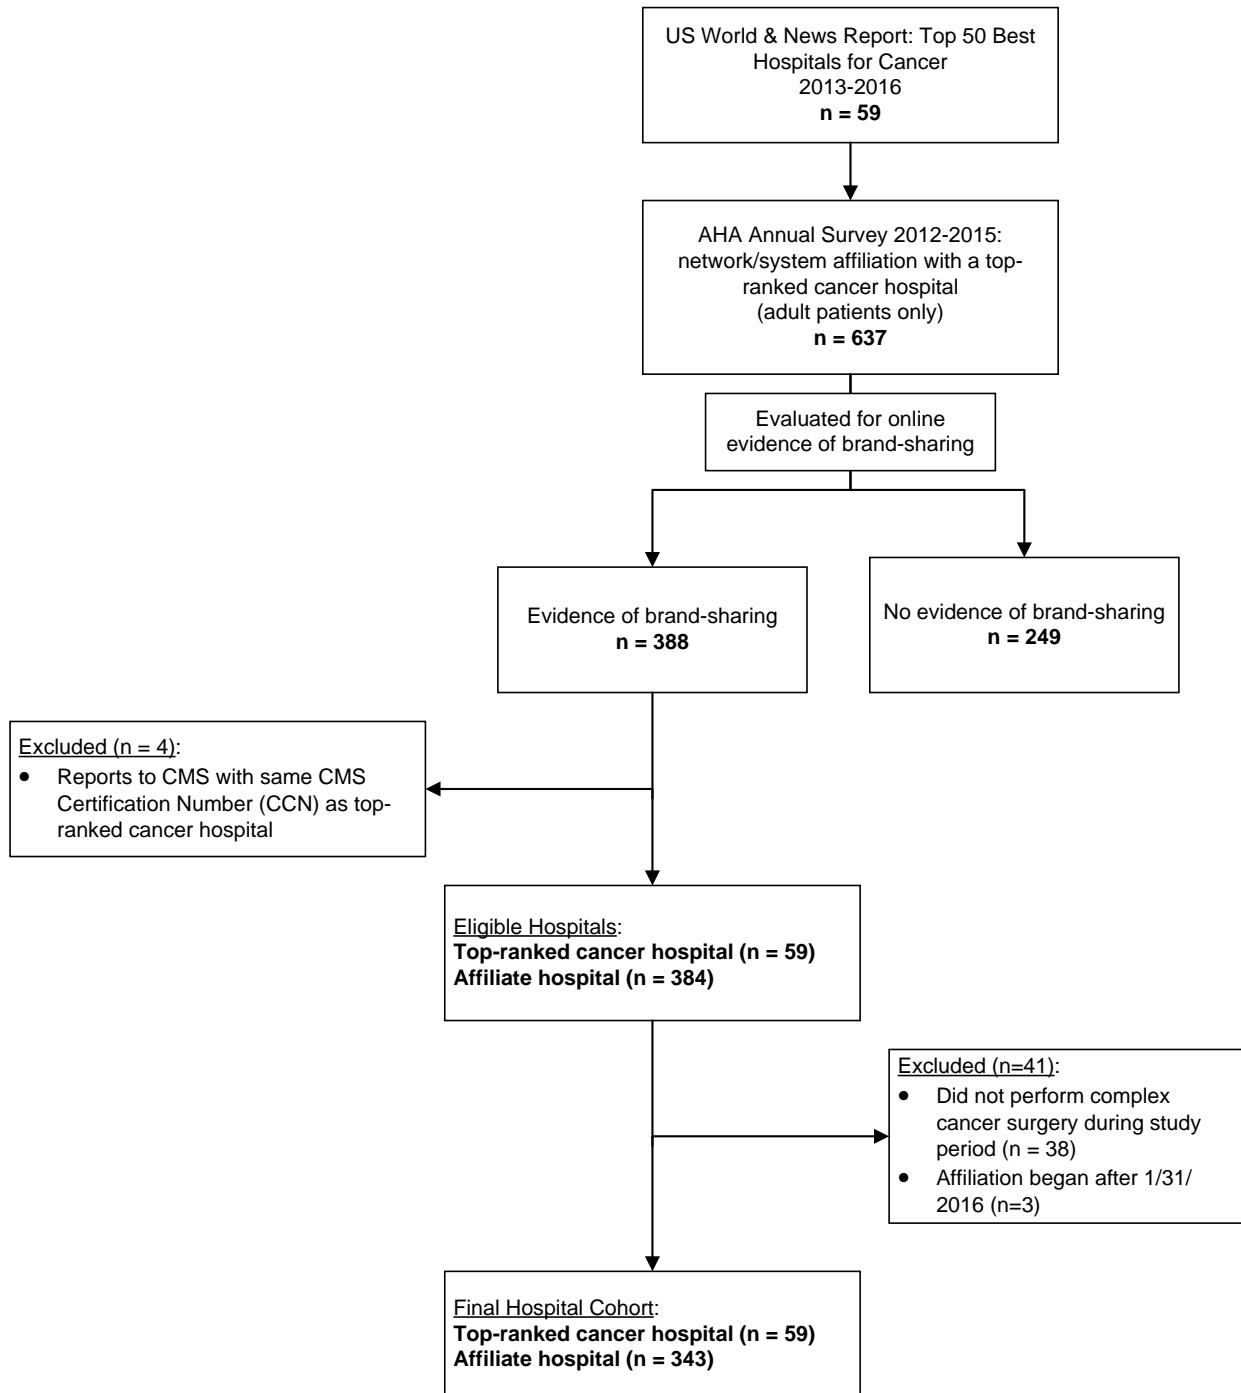 US World & News Report: Top 50 Best
Hospitals for Cancer
2013-2016
n = 59
AHA Annual Survey 2012-2015:
network/system affiliation with a top-
ranked cancer hospital
(adult patients only)
n = 637
Evaluated for online
evidence of brand-sharing
Evidence of brand-sharing
n = 388
No evidence of brand-sharing
n = 249
Excluded (n = 4):
• Reports to CMS with same CMS
Certification Number (CCN) as top-
ranked cancer hospital
Eligible Hospitals:
Top-ranked cancer hospital (n = 59)
Affiliate hospital (n = 384)
Excluded (n=41):
• Did not perform complex
cancer surgery during study
period (n = 38)
• Affiliation began after 1/31/
2016 (n=3)
Final Hospital Cohort:
Top-ranked cancer hospital (n = 59)
Affiliate hospital (n = 343)